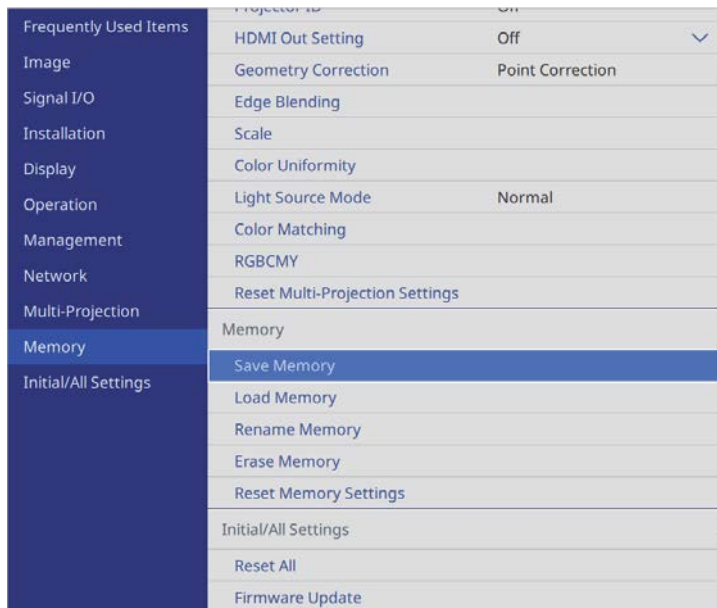 Frequently Used Items
Image
Signal I/O
Installation
Display
Operation
Management
Network
Multi-Projection
Memory
Initial/All Settings
Projector ID Off
HDMI Out Setting Off
Geometry Correction Point Correction
Edge Blending
Scale
Color Uniformity
Light Source Mode Normal
Color Matching
RGBCMY
Reset Multi-Projection Settings
Memory
Save Memory
Load Memory
Rename Memory
Erase Memory
Reset Memory Settings
Initial/All Settings
Reset All
Firmware Update